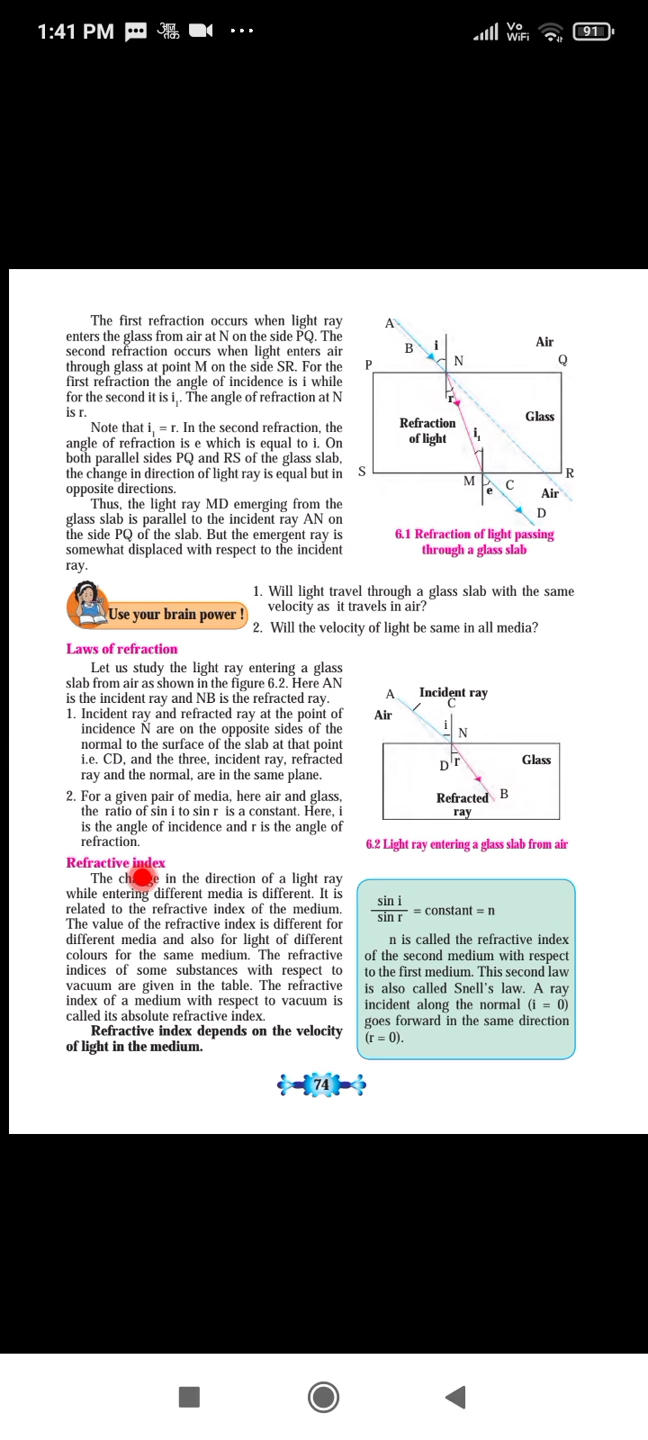 1:41 PM
Vo
WiFi
91
The first refraction occurs when light ray
enters the glass from air at N on the side PQ. The
second refraction occurs when light enters air
through glass at point M on the side SR. For the
first refraction the angle of incidence is i while
for the second it is i₁. The angle of refraction at N
is r.
Note that i₁ = r. In the second refraction, the
angle of refraction is e which is equal to i. On
both parallel sides PQ and RS of the glass slab,
the change in direction of light ray is equal but in
opposite directions.
Thus, the light ray MD emerging from the
glass slab is parallel to the incident ray AN on
the side PQ of the slab. But the emergent ray is
somewhat displaced with respect to the incident
ray.
A
B
i
N
Air
P
Q
r
Glass
Refraction
of light
i₁
S
R
M
C
e
Air
D
6.1 Refraction of light passing
through a glass slab
Use your brain power !
1. Will light travel through a glass slab with the same
velocity as it travels in air?
2. Will the velocity of light be same in all media?
Laws of refraction
Let us study the light ray entering a glass
slab from air as shown in the figure 6.2. Here AN
is the incident ray and NB is the refracted ray.
1. Incident ray and refracted ray at the point of
incidence N are on the opposite sides of the
normal to the surface of the slab at that point
i.e. CD, and the three, incident ray, refracted
ray and the normal, are in the same plane.
2. For a given pair of media, here air and glass,
the ratio of sin i to sin r is a constant. Here, i
is the angle of incidence and r is the angle of
refraction.
A
Incident ray
C
Air
i
N
D
r
Glass
Refracted
ray
B
6.2 Light ray entering a glass slab from air
Refractive index
The in the direction of a light ray
while entering different media is different. It is
related to the refractive index of the medium.
The value of the refractive index is different for
different media and also for light of different
colours for the same medium. The refractive
indices of some substances with respect to
vacuum are given in the table. The refractive
index of a medium with respect to vacuum is
called its absolute refractive index.
Refractive index depends on the velocity
of light in the medium.
sin i
sin r
= constant = n
n is called the refractive index
of the second medium with respect
to the first medium. This second law
is also called Snell's law. A ray
incident along the normal (i = 0)
goes forward in the same direction
(r = 0).
74